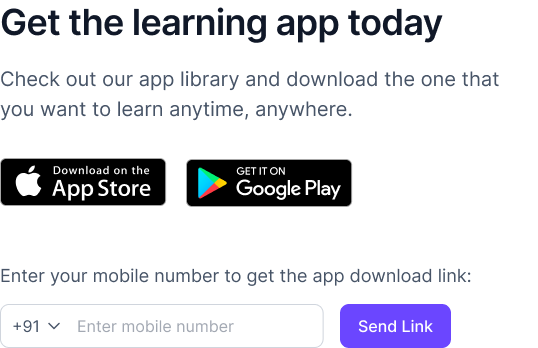 Get the learning app today
Check out our app library and download the one that
you want to learn anytime, anywhere.
Download on the
App Store
GET IT ON
Google Play
Enter your mobile number to get the app download link:
+91 Enter mobile number
Send Link